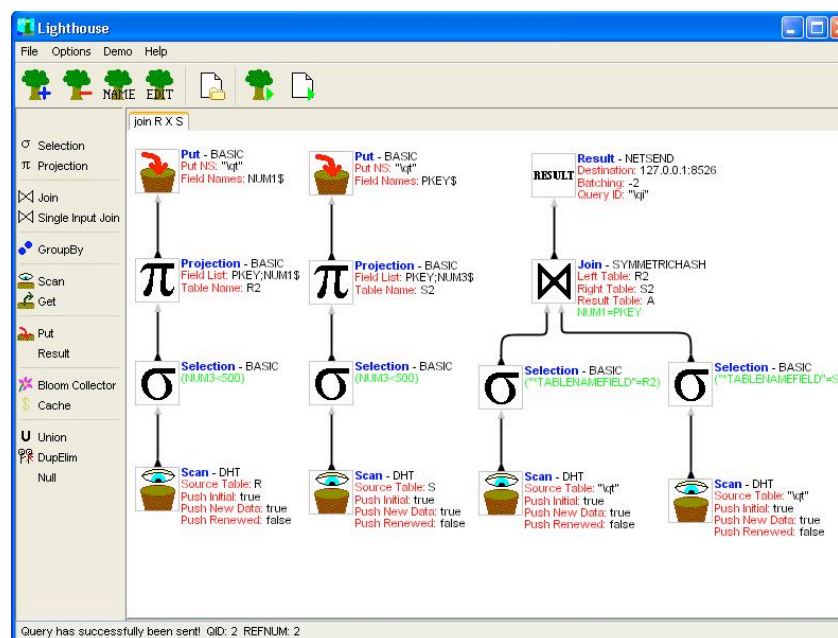 Lighthouse
File Options Demo Help
NAME EDIT
join R X S
σ Selection
π Projection
Join
Single Input Join
GroupBy
Scan
Get
Put
Result
Bloom Collector
$ Cache
U Union
DupElim
Null
Put - BASIC
Put NS: "\qt"
Field Names: NUM1$
Projection - BASIC
Field List: PKEY;NUM1$
Table Name: R2
Selection - BASIC
(NUM3<500)
Scan - DHT
Source Table: R
Push Initial: true
Push New Data: true
Push Renewed: false
Put - BASIC
Put NS: "\qt"
Field Names: PKEY$
Projection - BASIC
Field List: PKEY;NUM3$
Table Name: S2
Selection - BASIC
(NUM3<500)
Scan - DHT
Source Table: S
Push Initial: true
Push New Data: true
Push Renewed: false
RESULT
Result - NETSEND
Destination: 127.0.0.1:8526
Batching: -2
Query ID: "\qi"
Join - SYMMETRICHASH
Left Table: R2
Right Table: S2
Result Table: A
NUM1=PKEY
Selection - BASIC
("*TABLENAMEFIELD"=R2)
Scan - DHT
Source Table: "\qt"
Push Initial: true
Push New Data: true
Push Renewed: false
Selection - BASIC
("*TABLENAMEFIELD"=S
Scan - DHT
Source Table: "\qt"
Push Initial: true
Push New Data: true
Push Renewed: false
Query has successfully been sent! QID: 2 REFNUM: 2